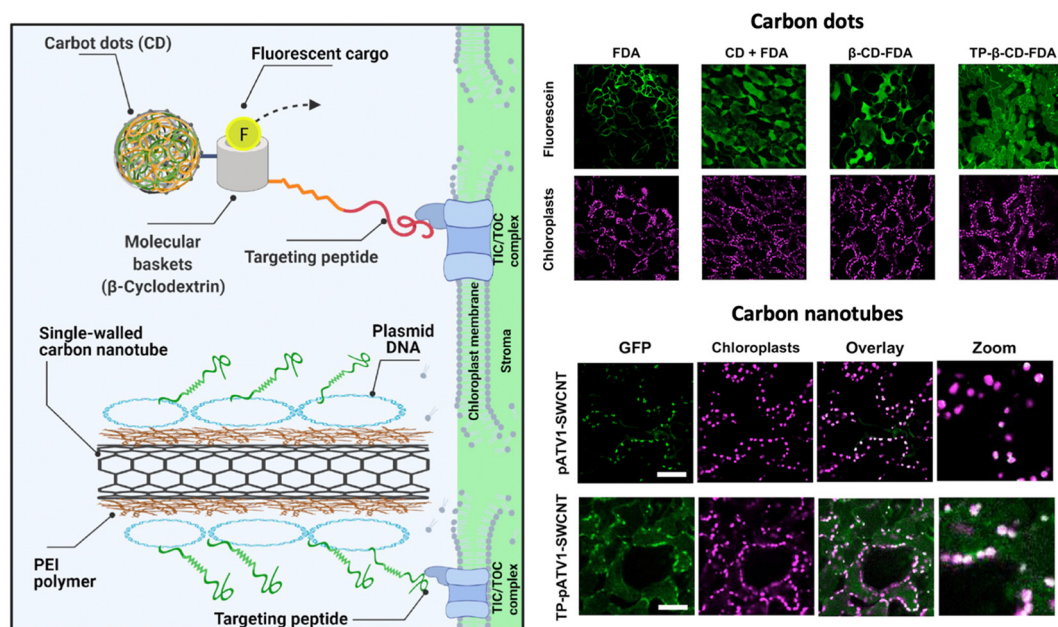 Carbot dots (CD)
Fluorescent cargo
F
Molecular
baskets
(β-Cyclodextrin)
Targeting peptide
TIC/TOC
complex
Chloroplast membrane
Stroma
Single-walled
carbon nanotube
Plasmid
DNA
PEI
polymer
Targeting peptide
TIC/TOC
complex
Carbon dots
FDA
CD + FDA
β-CD-FDA
TP-β-CD-FDA
Fluorescein
Chloroplasts
Carbon nanotubes
GFP
Chloroplasts
Overlay
Zoom
pATV1-SWCNT
TP-pATV1-SWCNT